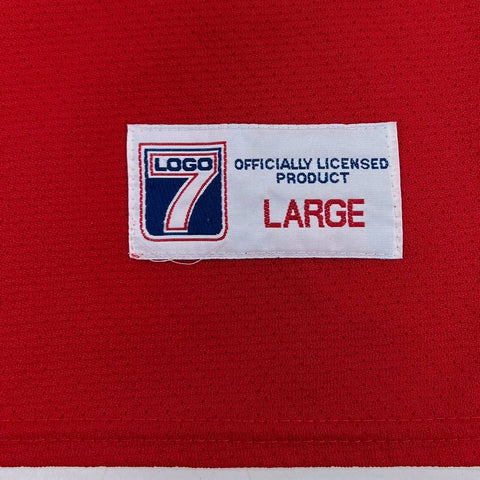 LOGO
7
OFFICIALLY LICENSED
PRODUCT
LARGE